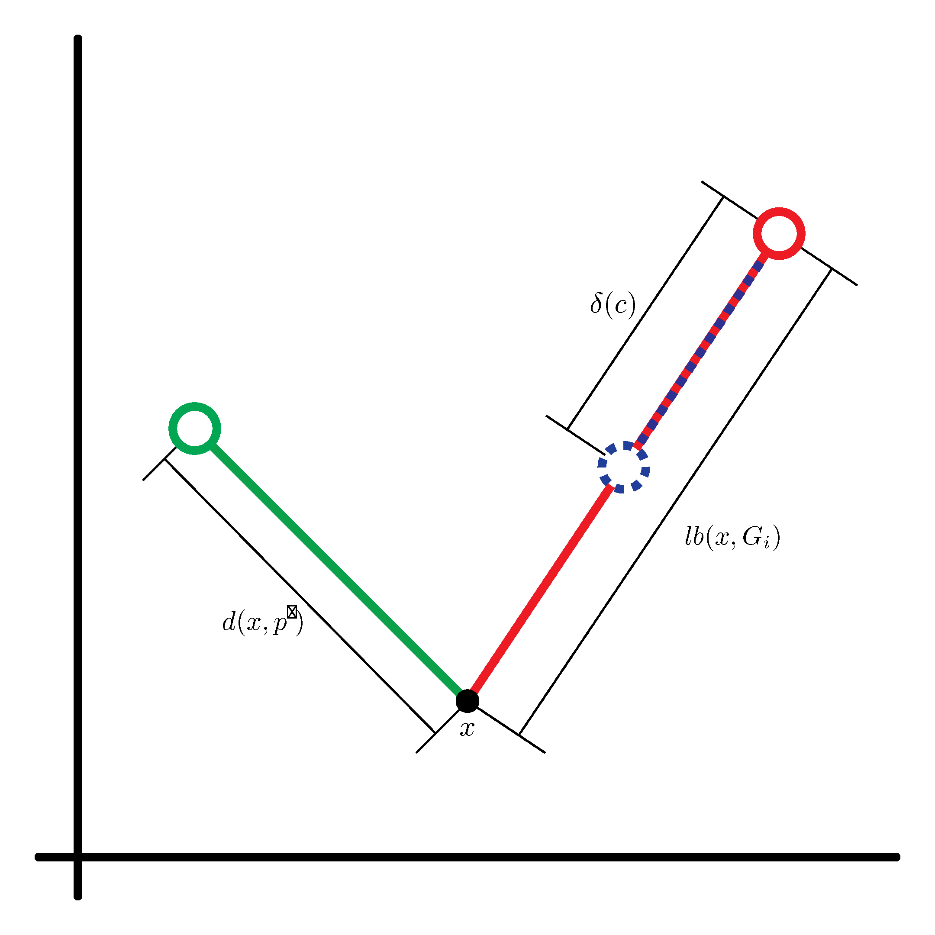 δ(c)
lb(x, G_i)
d(x, p )
x